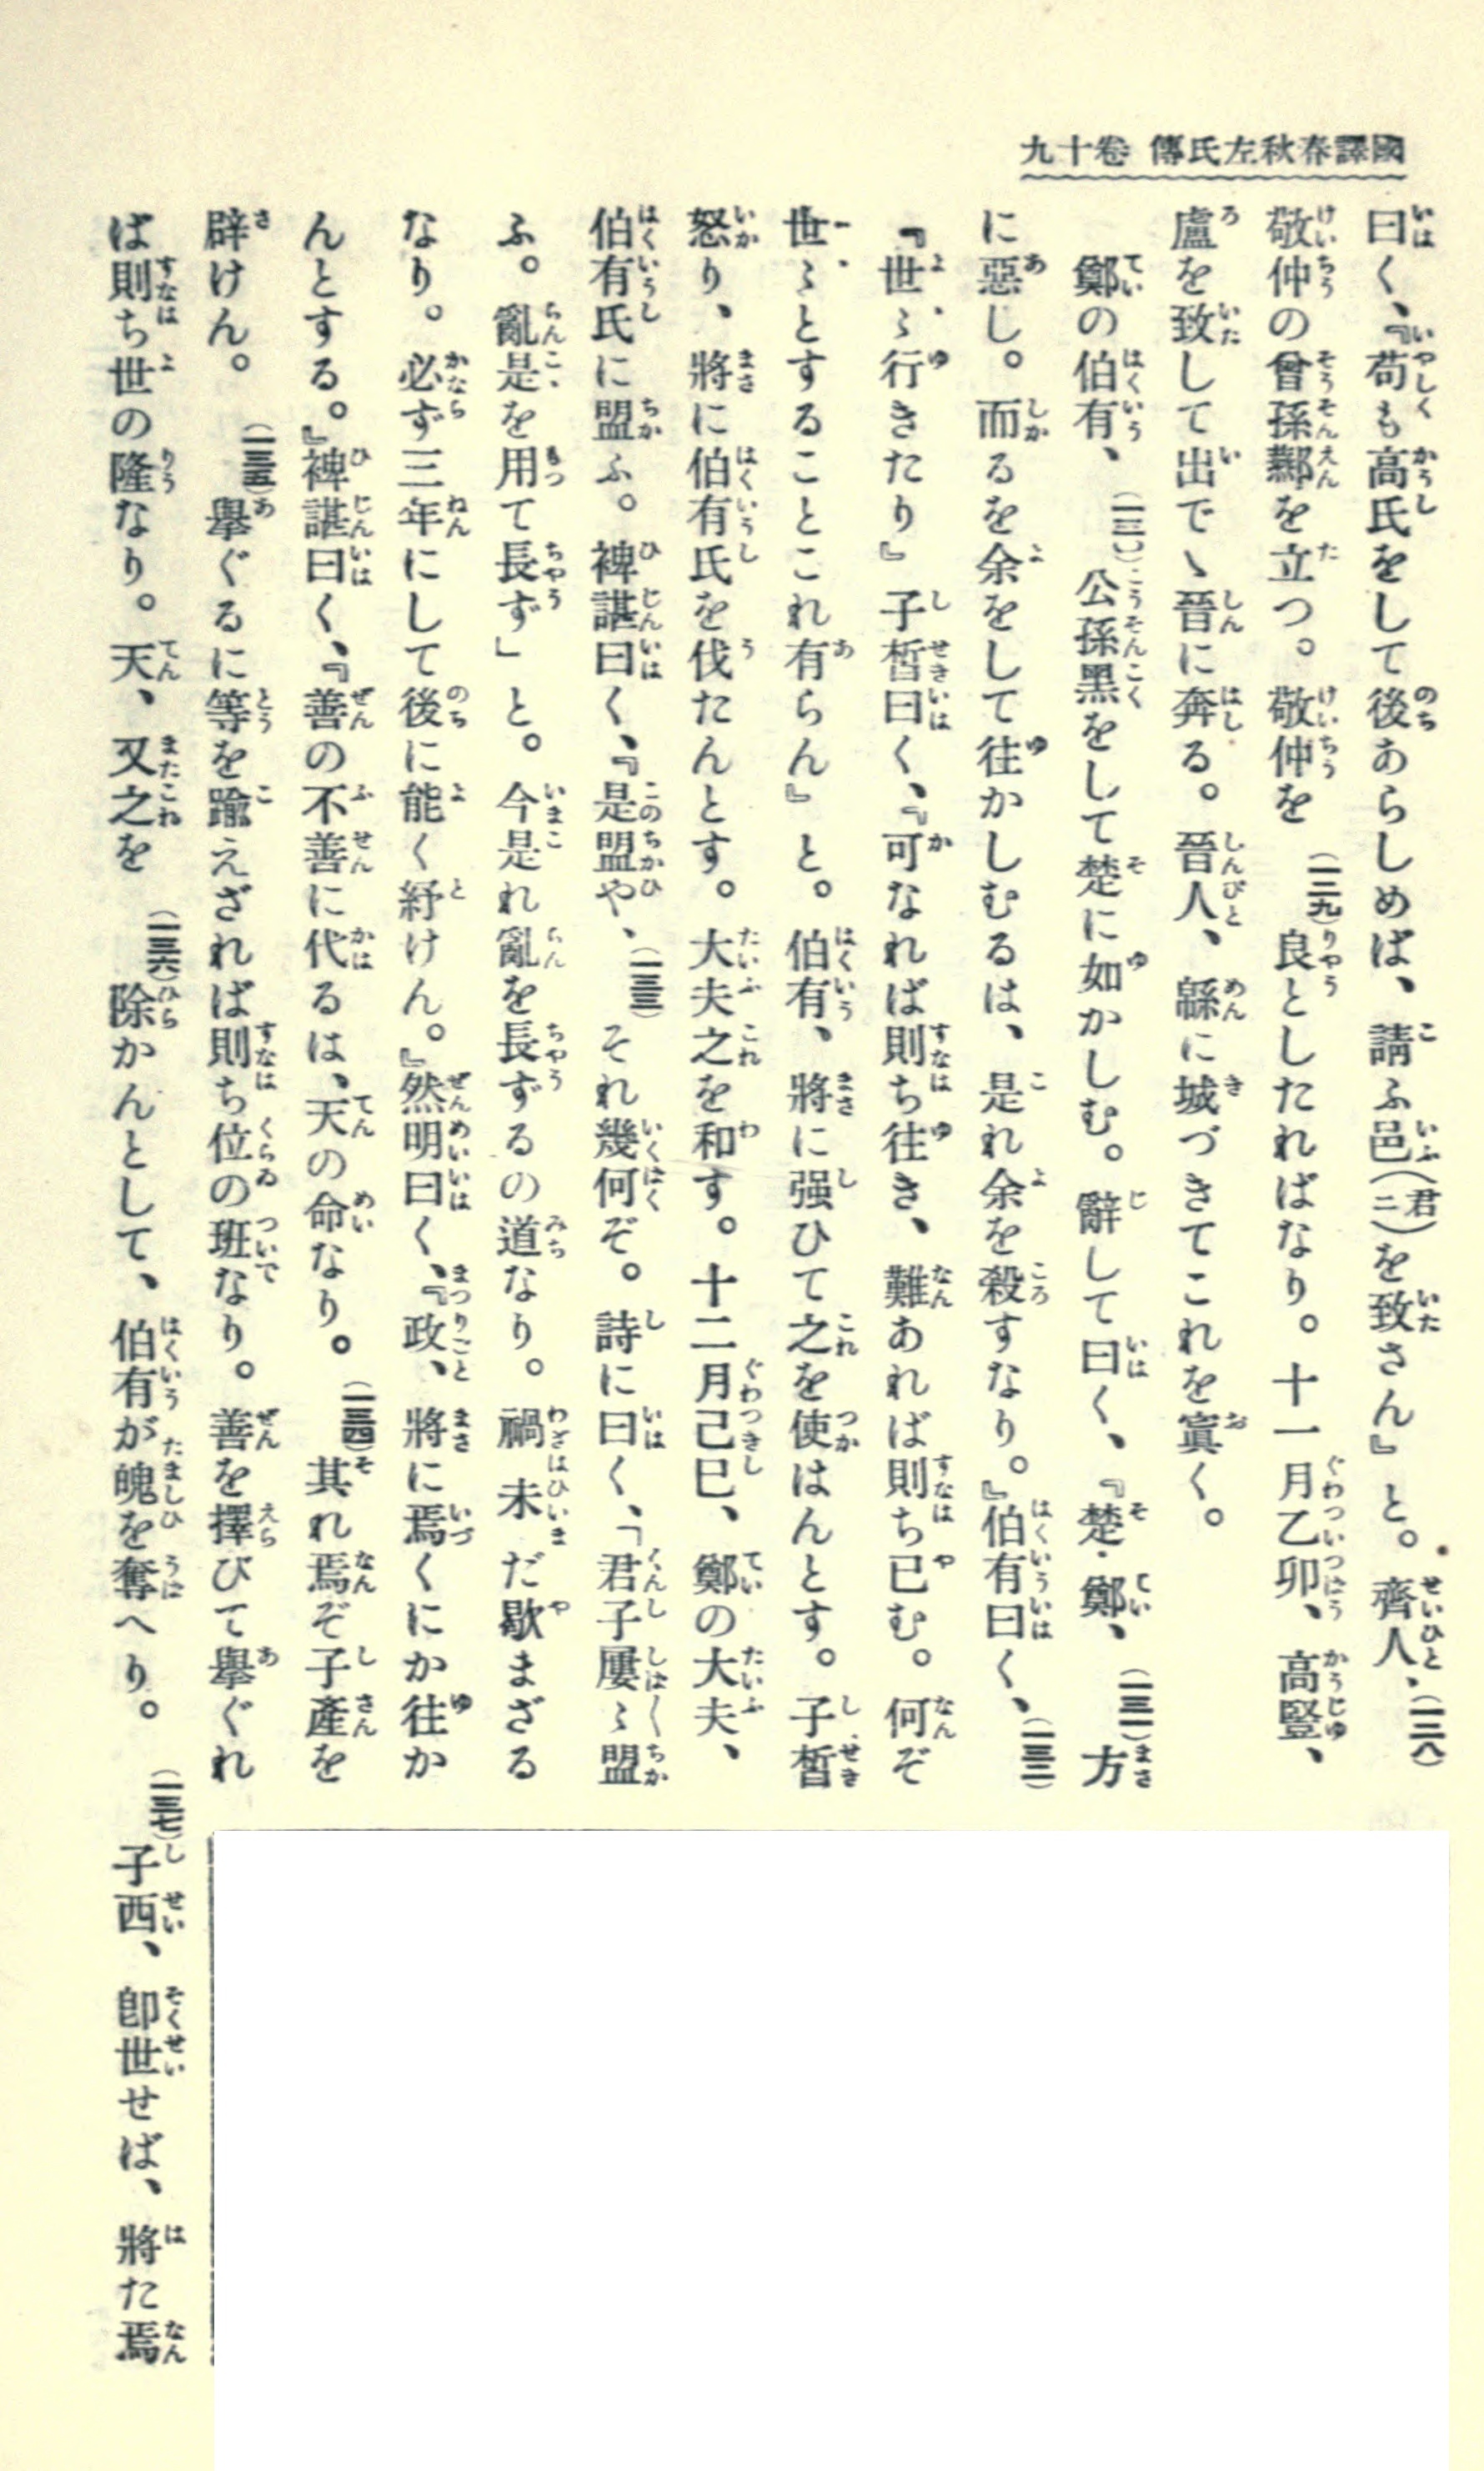 國譯春秋左氏傳 卷十九
曰く、『苟も高氏をして後あらしめば、請ふ邑(君ニ)を致さん』と。齊人、(一二八)
敬仲の曾孫酀を立つ。敬仲を(一二九)良としたればなり。十一月乙卯、高豎、
盧を致して出でゝ晉に奔る。晉人、緜に城づきてこれを寘く。
鄭の伯有、(一三〇)公孫黑をして楚に如かしむ。辭して曰く、『楚・鄭、(一三一)方
に惡し。而るを余をして往かしむるは、是れ余を殺すなり。』伯有曰く、(一三二)
『世〻行きたり』子皙曰く、『可なれば則ち往き、難あれば則ち已む。何ぞ
世〻とすることこれ有らん』と。伯有、將に强ひて之を使はんとす。子皙
怒り、將に伯有氏を伐たんとす。大夫之を和す。十二月己巳、鄭の大夫、
伯有氏に盟ふ。裨諶曰く、『是盟や、(一三三)それ幾何ぞ。詩に曰く、「君子屢〻盟
ふ。亂是を用て長ず」と。今是れ亂を長ずるの道なり。禍未だ歇まざる
なり。必ず三年にして後に能く紓けん。』然明曰く、『政、將に焉くにか往か
んとする。』裨諶曰く、『善の不善に代るは、天の命なり。(一三四)其れ焉ぞ子產を
辟けん。(一三五)擧ぐるに等を踰えざれば則ち位の班なり。善を擇びて擧ぐれ
ば則ち世の隆なり。天、又之を(一三六)除かんとして、伯有が魄を奪へり。(一三七)子西、卽世せば、將た焉